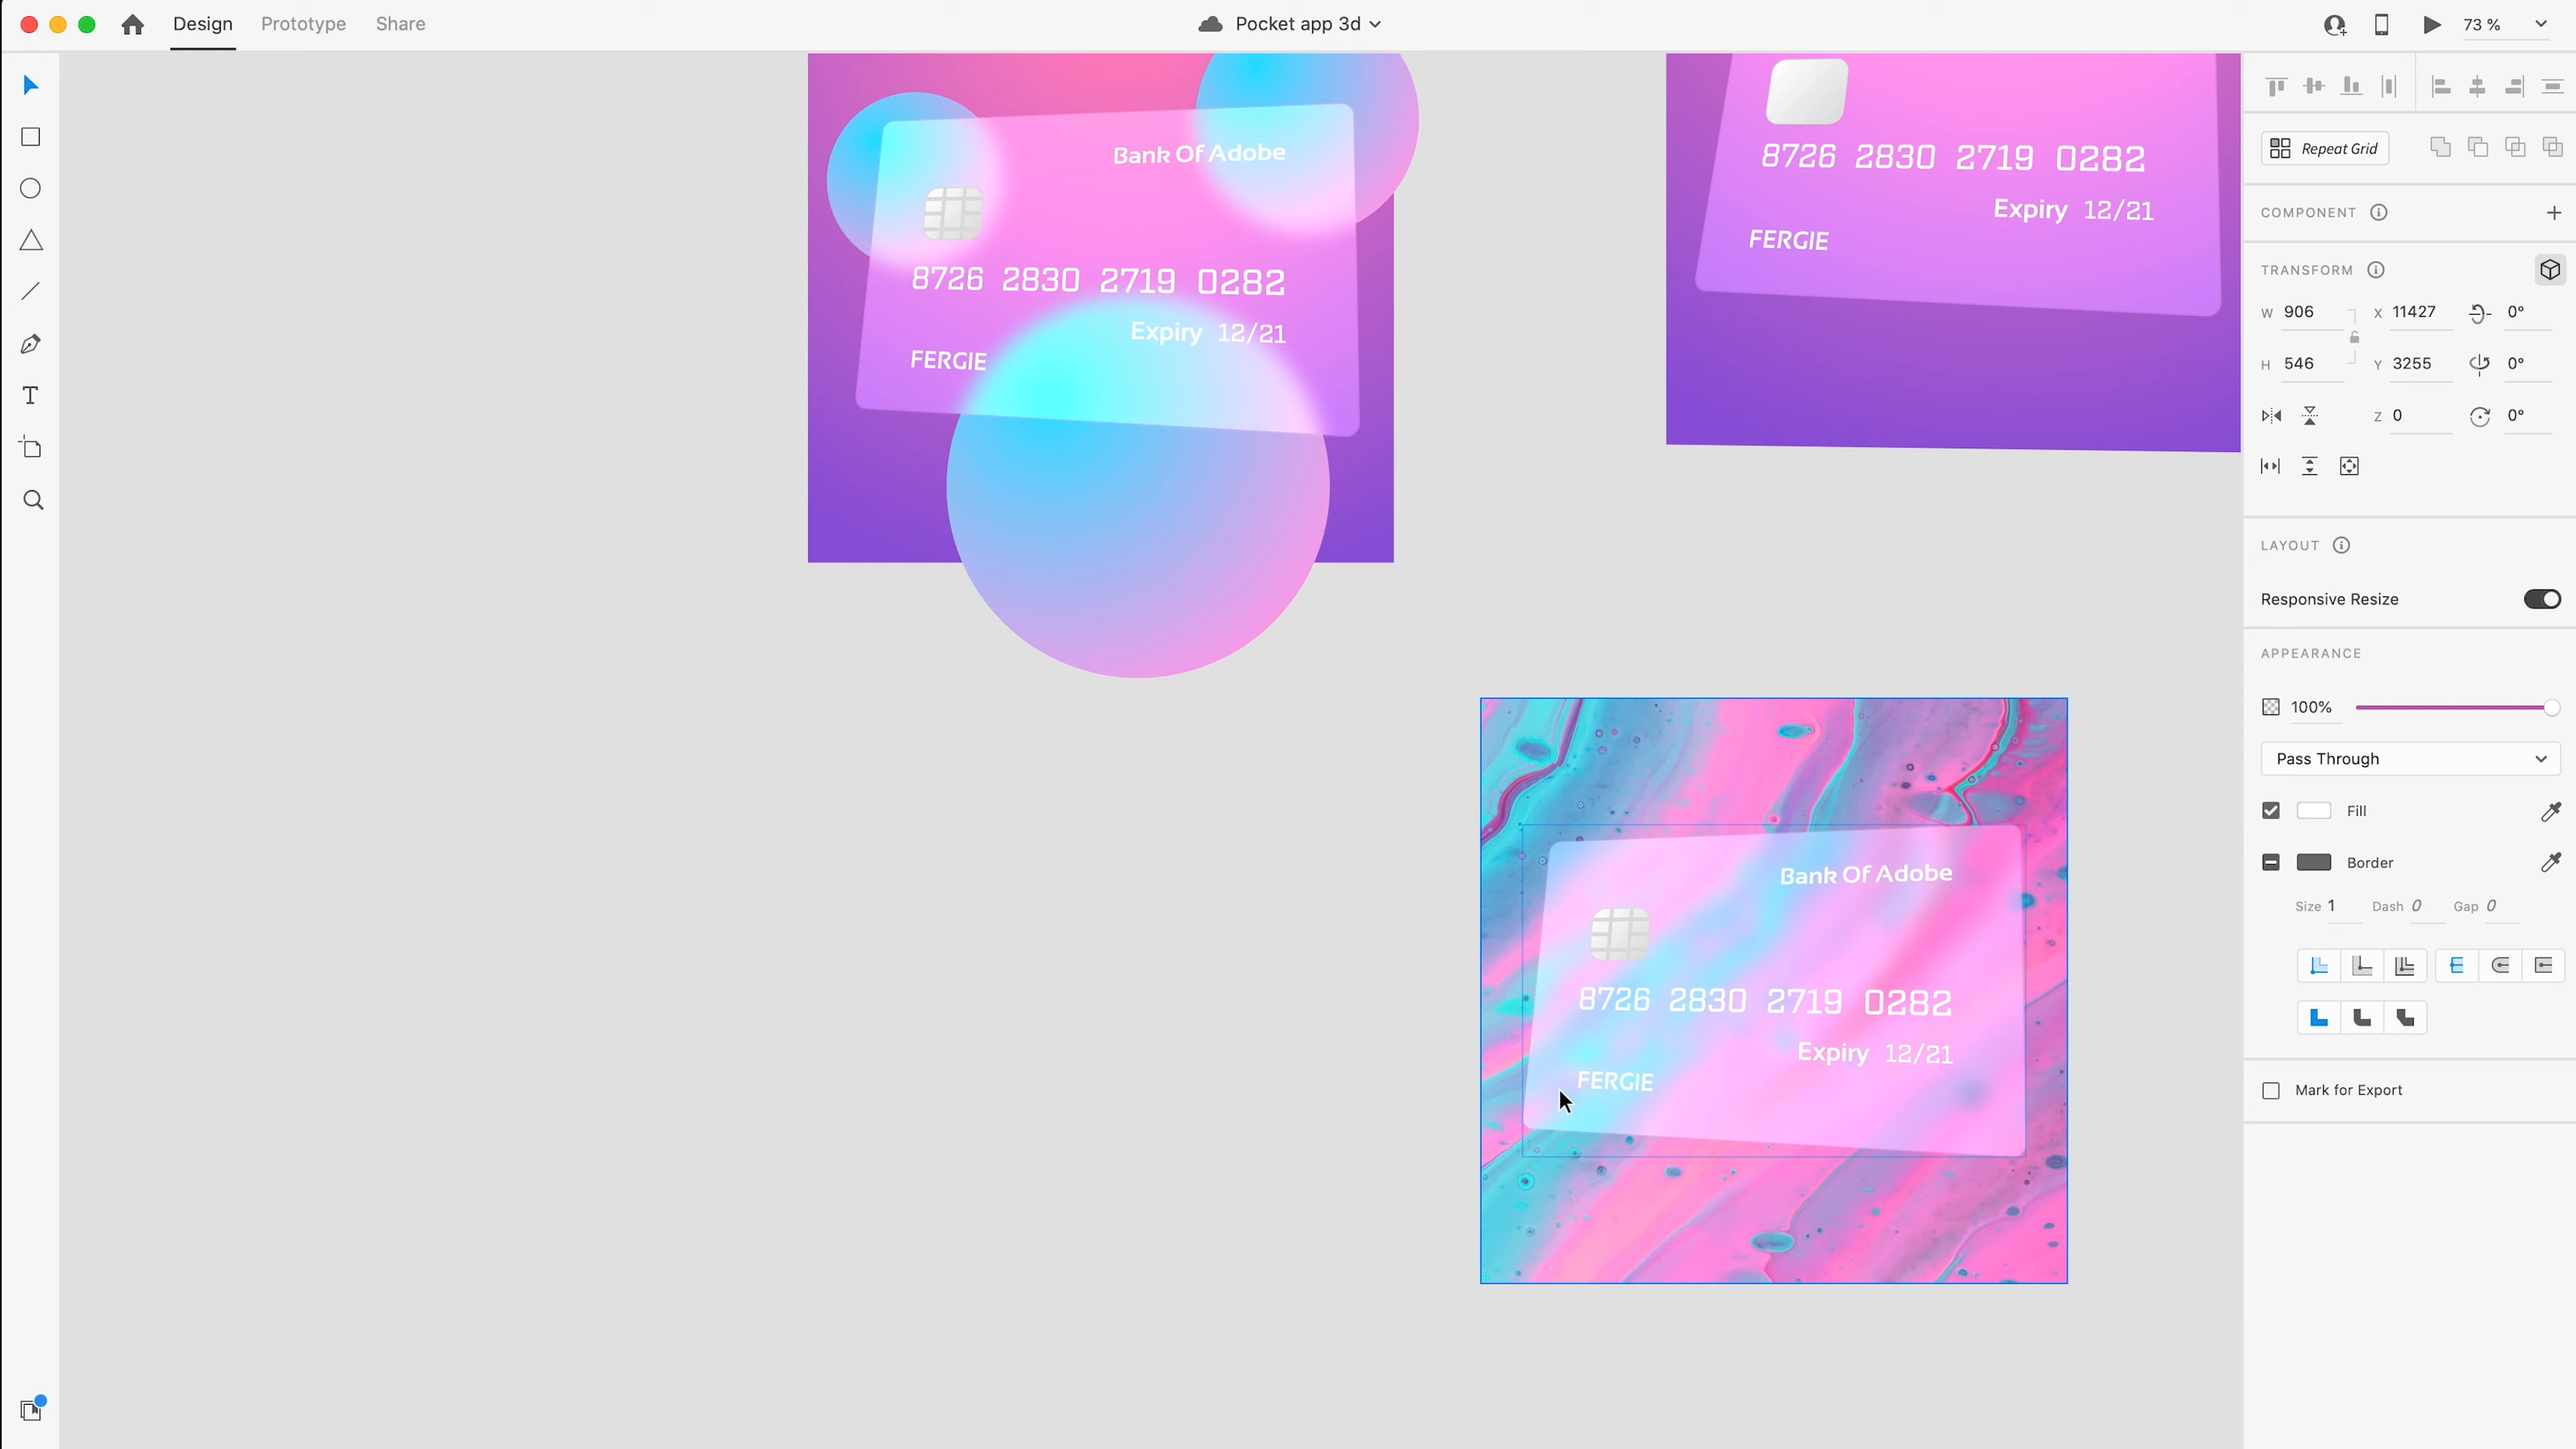 Design Prototype Share Pocket app 3d 73 %
Bank Of Adobe
8726 2830 2719 0282
Expiry 12/21
FERGIE
8726 2830 2719 0282
Expiry 12/21
FERGIE
Bank Of Adobe
8726 2830 2719 0282
Expiry 12/21
FERGIE
Repeat Grid
COMPONENT
TRANSFORM
W 906 X 11427 0°
H 546 Y 3255 0°
Z 0 0°
LAYOUT
Responsive Resize
APPEARANCE
100%
Pass Through
Fill
Border
Size 1 Dash 0 Gap 0
Mark for Export